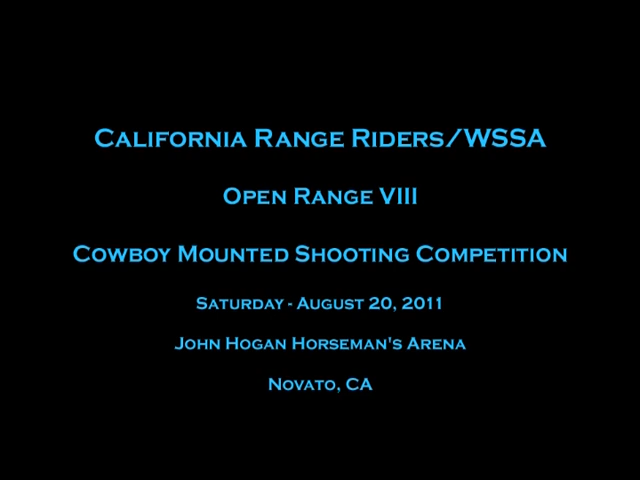 California Range Riders/WSSA
Open Range VIII
Cowboy Mounted Shooting Competition
Saturday - August 20, 2011
John Hogan Horseman's Arena
Novato, CA